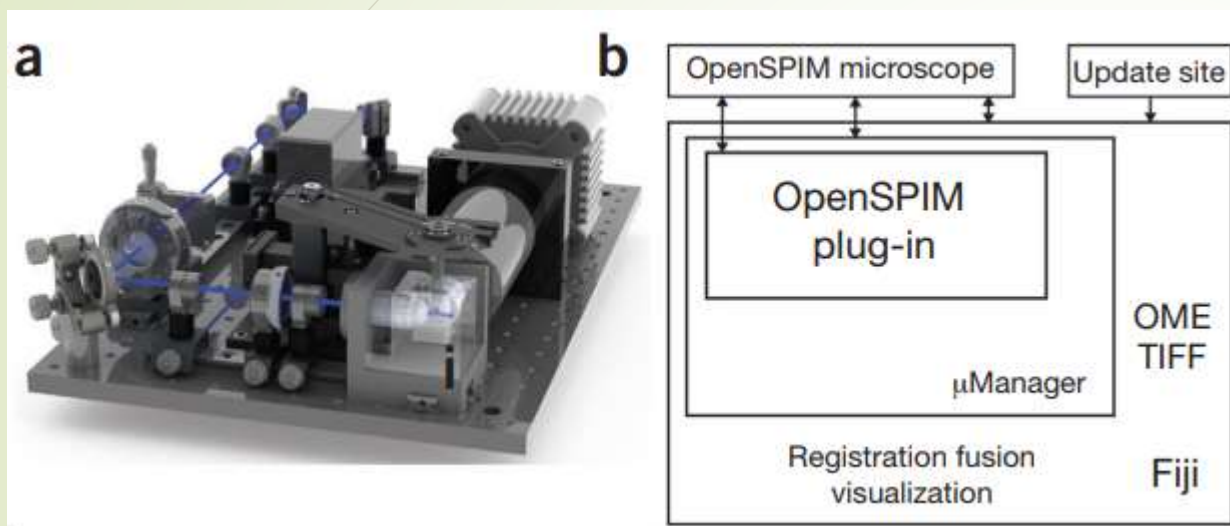 a
b
OpenSPIM microscope
Update site
OpenSPIM
plug-in
OME
TIFF
μManager
Registration fusion
visualization
Fiji